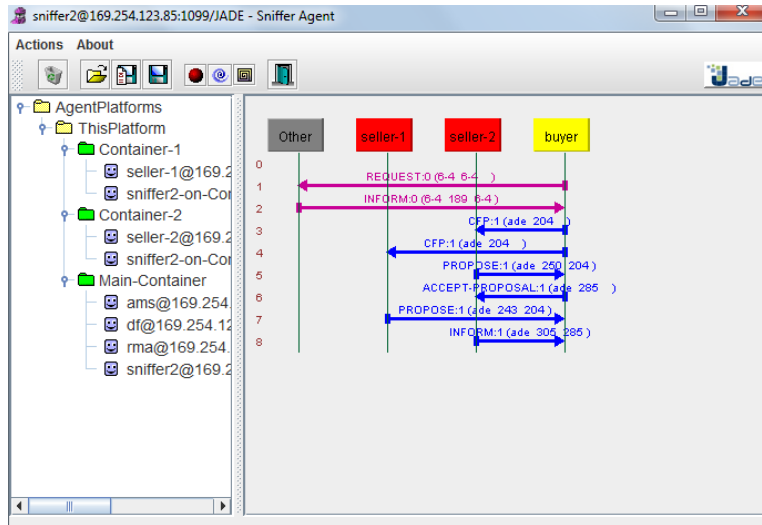 sniffer2@169.254.123.85:1099/JADE - Sniffer Agent
Actions About
Jade
AgentPlatforms
ThisPlatform
Container-1
seller-1@169.2
sniffer2-on-Cor
Container-2
seller-2@169.2
sniffer2-on-Cor
Main-Container
ams@169.254.
df@169.254.12
rma@169.254.
sniffer2@169.2
Other seller-1 seller-2 buyer
0
REQUEST:0 (6-4 6-4 )
1
INFORM:0 (6-4 189 6-4)
2
CFP:1 (ade 204 )
3
CFP:1 (ade 204 )
4
PROPOSE:1 (ade 250 204)
5
ACCEPT-PROPOSAL:1 (ade 285 )
6
PROPOSE:1 (ade 243 204)
7
INFORM:1 (ade 305 285)
8